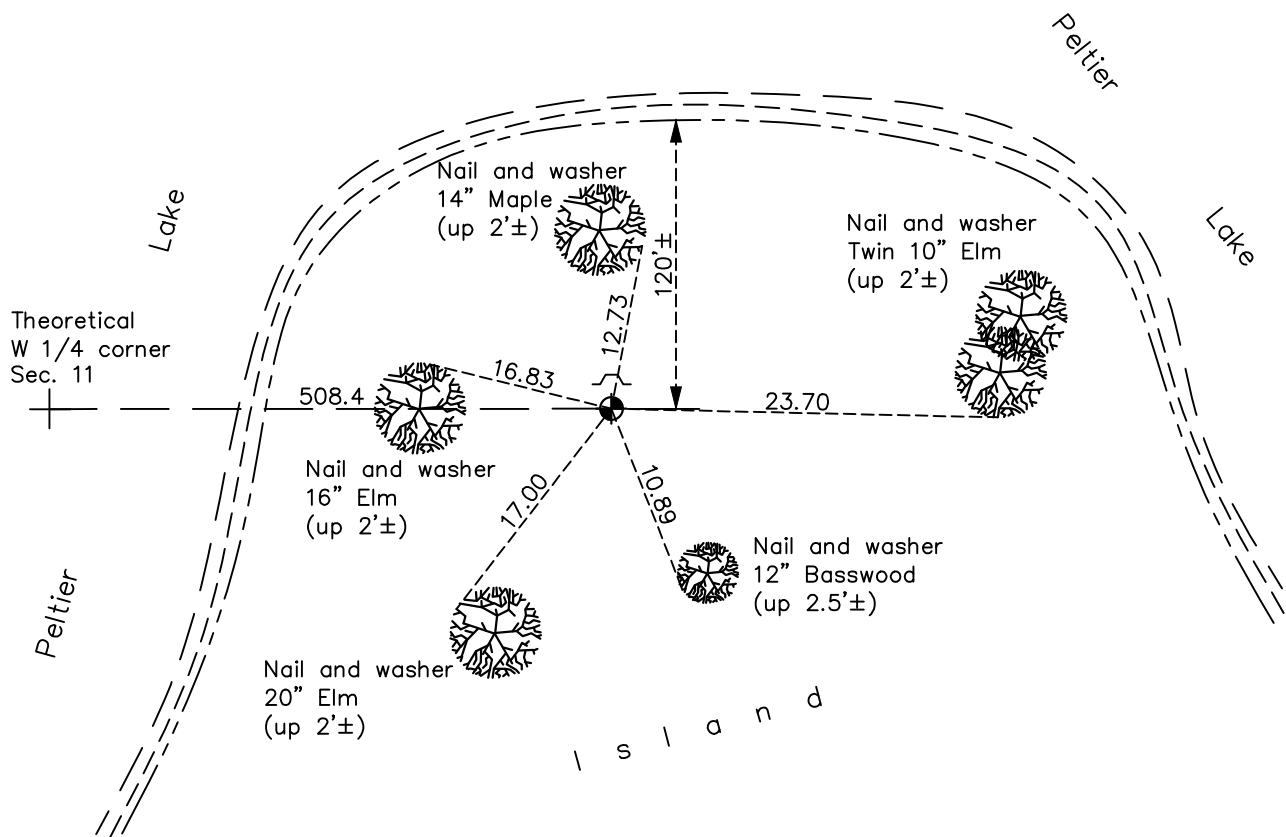 Peltier
Lake
Nail and washer
14" Maple
(up 2'±)
120'±
Nail and washer
Twin 10" Elm
(up 2'±)
Lake
Theoretical
W 1/4 corner
Sec. 11
508.4
16.83
12.73
23.70
Nail and washer
16" Elm
(up 2'±)
17.00
10.89
Nail and washer
12" Basswood
(up 2.5'±)
Peltier
Nail and washer
20" Elm
(up 2'±)
Island